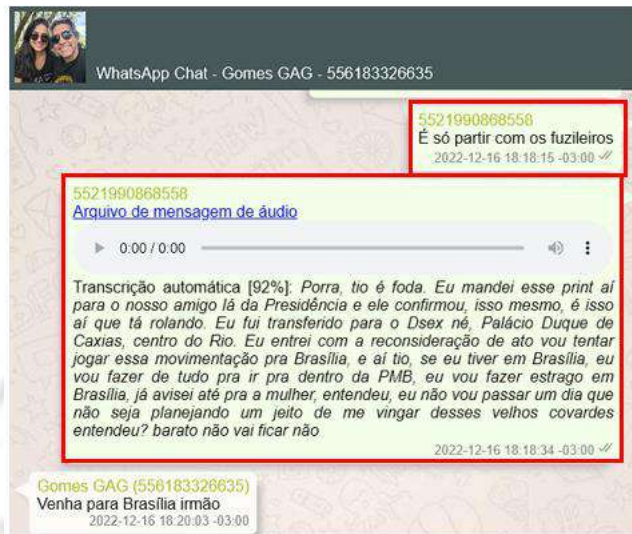 WhatsApp Chat - Gomes GAG - 556183326635
5521990868558
É só partir com os fuzileiros
2022-12-16 18:18:15 -03:00
5521990868558
Arquivo de mensagem de áudio
0:00 / 0:00
Transcrição automática [92%]: Porra, tio é foda. Eu mandei esse print aí
para o nosso amigo lá da Presidência e ele confirmou, isso mesmo, é isso
aí que tá rolando. Eu fui transferido para o Dsex né, Palácio Duque de
Caxias, centro do Rio. Eu entrei com a reconsideração de ato vou tentar
jogar essa movimentação pra Brasília, e aí tio, se eu tiver em Brasília, eu
vou fazer de tudo pra ir pra dentro da PMB, eu vou fazer estrago em
Brasília, já avisei até pra a mulher, entendeu, eu não vou passar um dia que
não seja planejando um jeito de me vingar desses velhos covardes
entendeu? barato não vai ficar não
2022-12-16 18:18:34 -03:00
Gomes GAG (556183326635)
Venha para Brasília irmão
2022-12-16 18:20:03 -03:00